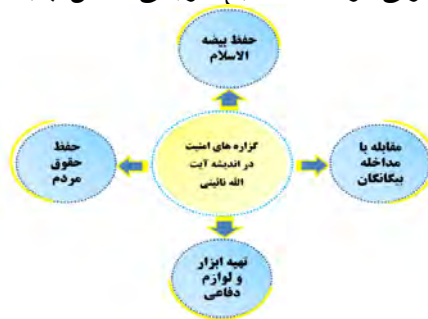 حفظ بیضه
الاسلام
گزاره های امنیت
در اندیشه آیت
الله نائینی
مقابله با
مداخله
بیگانگان
حفظ
حقوق
مردم
تهیه ابزار
و لوازم
دفاعی